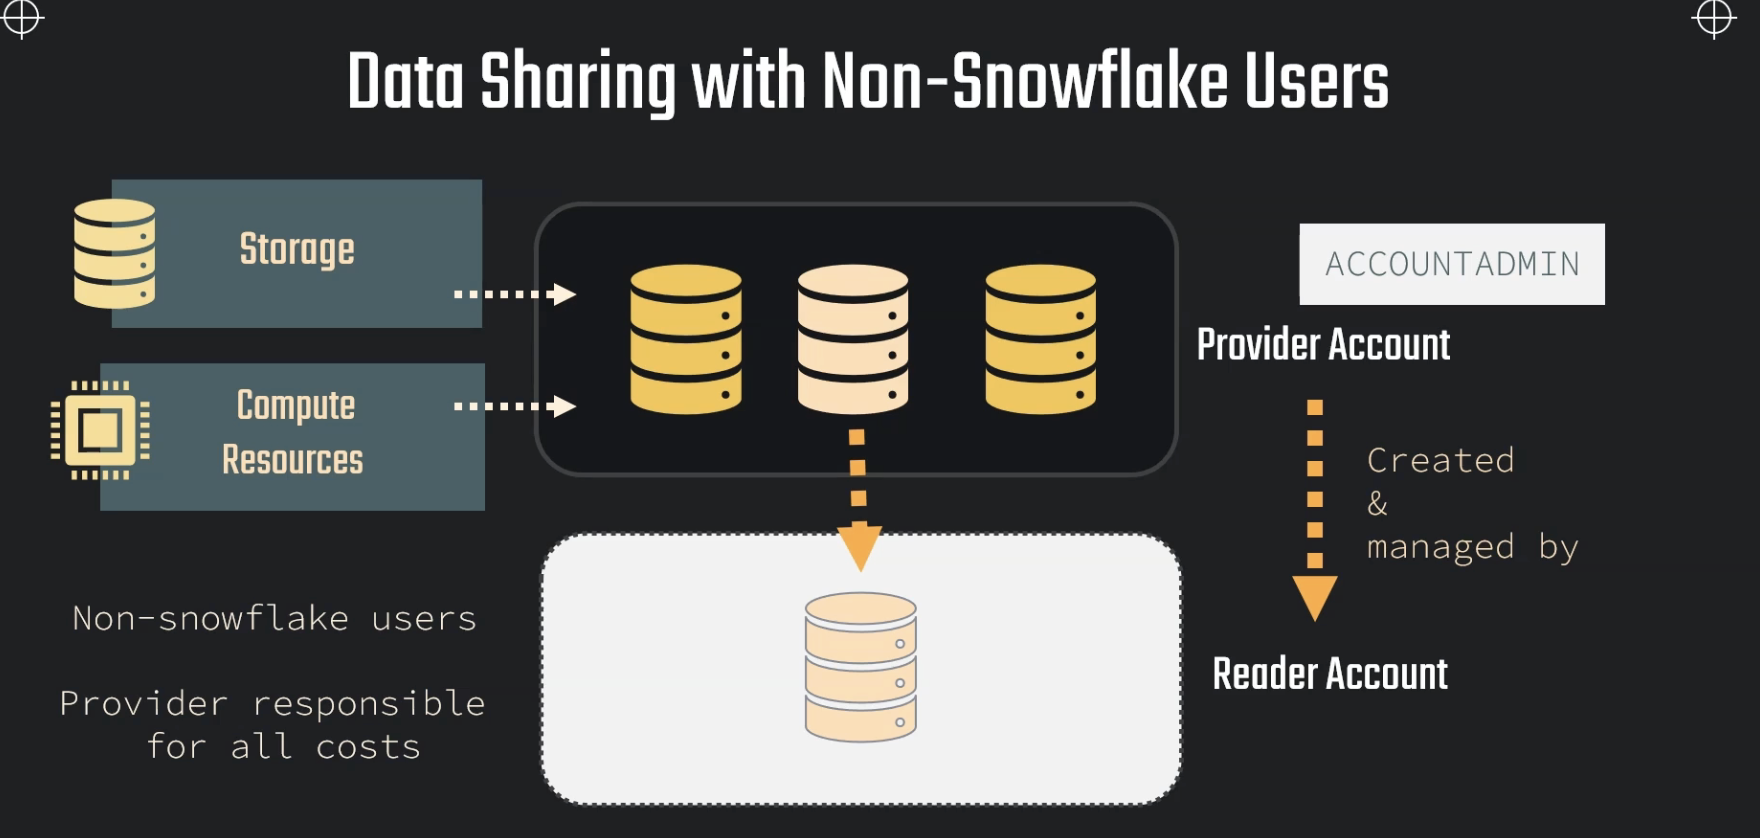 Data Sharing with Non-Snowflake Users
Storage
Compute
Resources
ACCOUNTADMIN
Provider Account
Created
&
managed by
Reader Account
Non-snowflake users
Provider responsible
for all costs